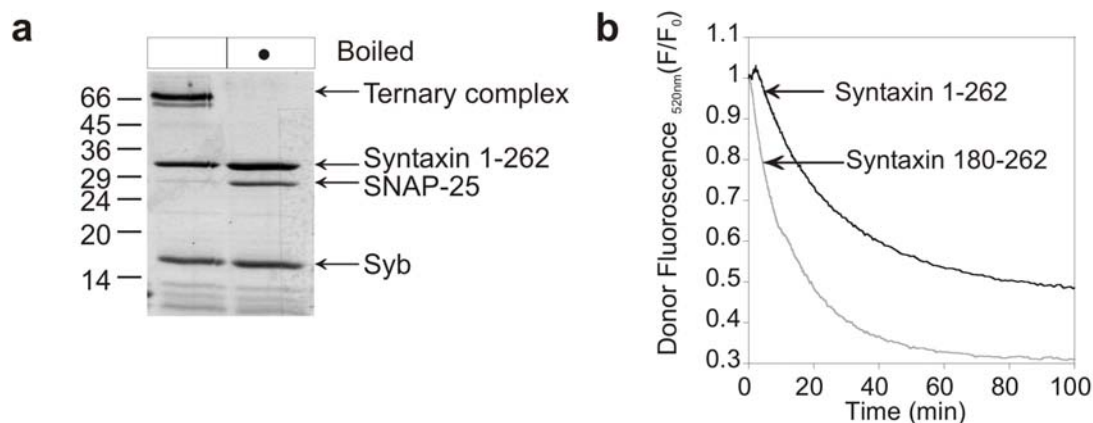 a
● Boiled
66
45
36
29
24
20
14
Ternary complex
Syntaxin 1-262
SNAP-25
Syb
b
Donor Fluoroscence 520nm(F/F0)
1.1
1
0.9
0.8
0.7
0.6
0.5
0.4
0.3
Syntaxin 1-262
Syntaxin 180-262
0 20 40 60 80 100
Time (min)